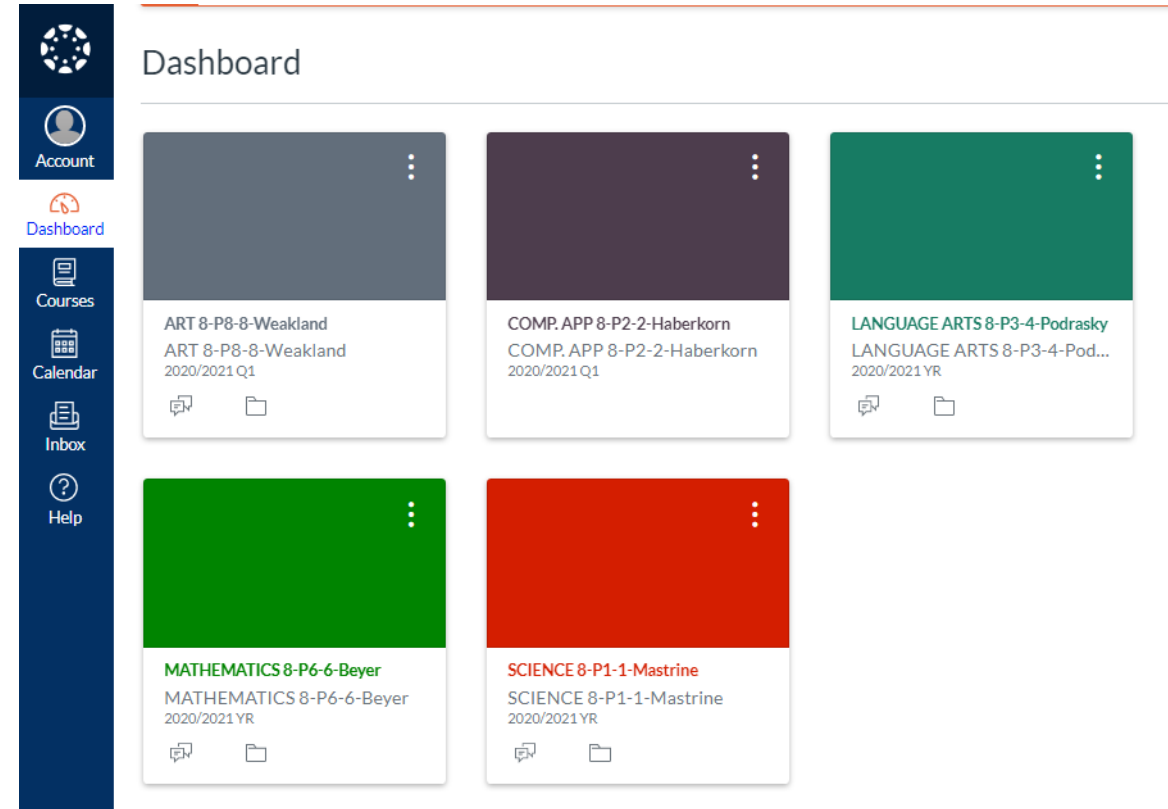 Dashboard
Account
Dashboard
Courses
Calendar
Inbox
Help
ART 8-P8-8-Weakland
ART 8-P8-8-Weakland
2020/2021 Q1
COMP. APP 8-P2-2-Haberkorn
COMP. APP 8-P2-2-Haberkorn
2020/2021 Q1
LANGUAGE ARTS 8-P3-4-Podrasky
LANGUAGE ARTS 8-P3-4-Pod...
2020/2021 YR
MATHEMATICS 8-P6-6-Beyer
MATHEMATICS 8-P6-6-Beyer
2020/2021 YR
SCIENCE 8-P1-1-Mastrine
SCIENCE 8-P1-1-Mastrine
2020/2021 YR